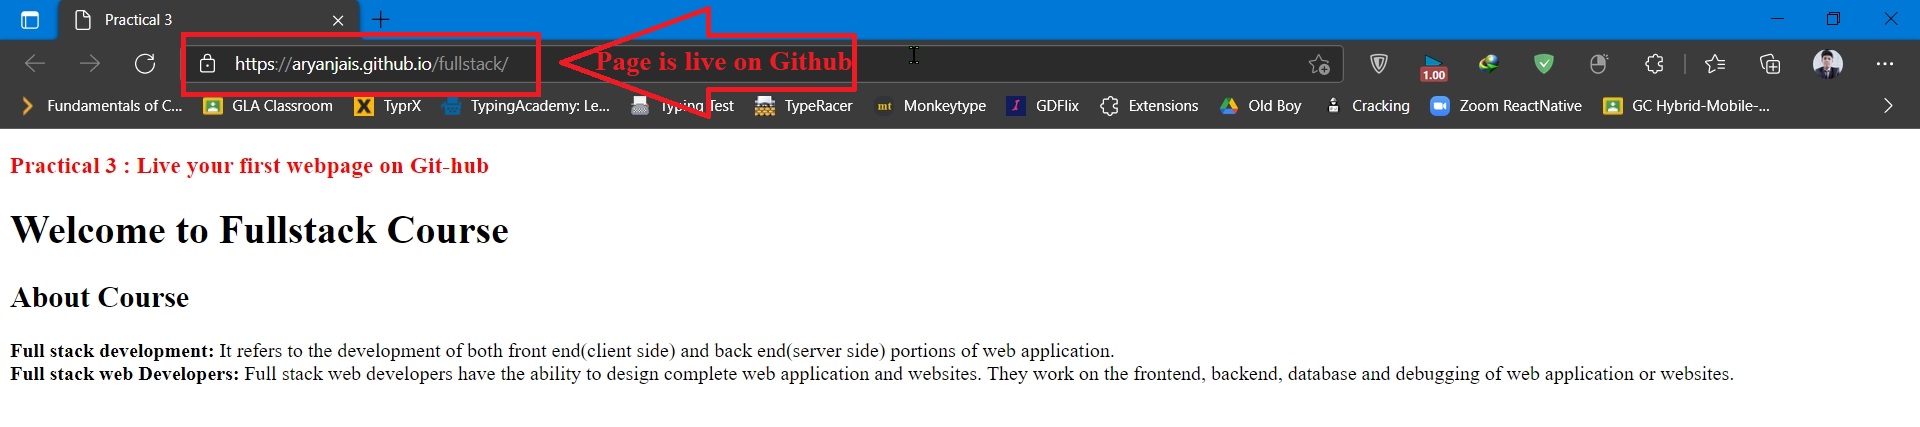 Practical 3
https://aryanjais.github.io/fullstack/
Page is live on Github
1.00
Fundamentals of C... GLA Classroom TyprX TypingAcademy: Le... Typing Test TypeRacer mt Monkeytype I GDFlix Extensions Old Boy Cracking Zoom ReactNative GC Hybrid-Mobile-...
Practical 3 : Live your first webpage on Git-hub
Welcome to Fullstack Course
About Course
Full stack development: It refers to the development of both front end(client side) and back end(server side) portions of web application.
Full stack web Developers: Full stack web developers have the ability to design complete web application and websites. They work on the frontend, backend, database and debugging of web application or websites.